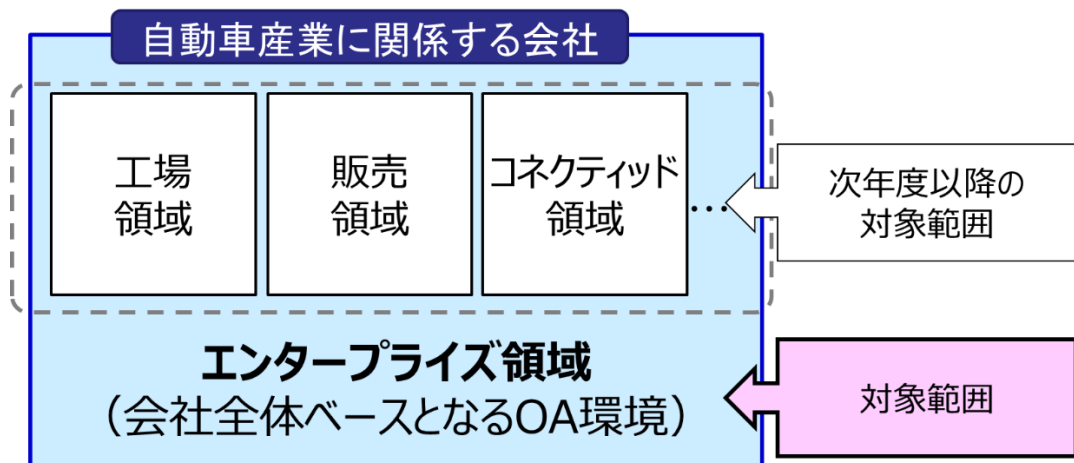 自動車産業に関係する会社
工場
領域
販売
領域
コネクティッド
領域
…
次年度以降の
対象範囲
エンタープライズ領域
（会社全体ベースとなるOA環境）
対象範囲